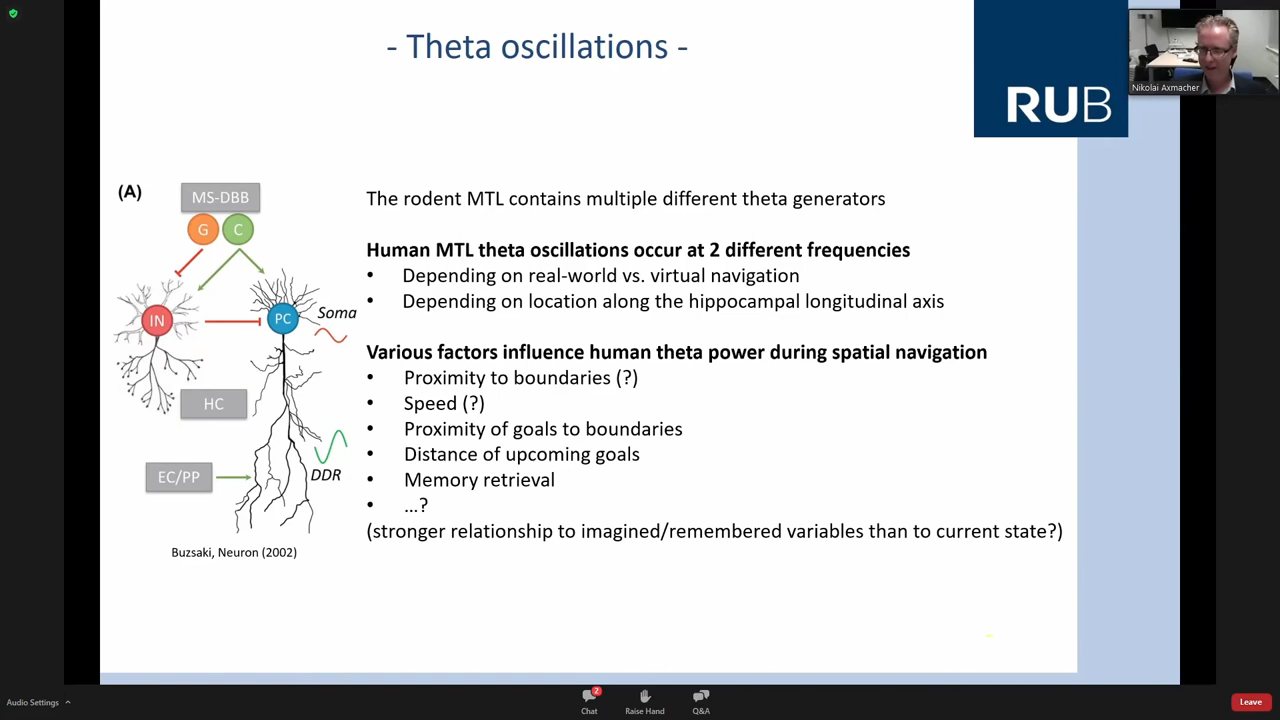 - Theta oscillations -
RUB
Nikolai Axmacher
(A)
MS-DBB
G
C
IN
PC
Soma
HC
EC/PP
DDR
Buzsaki, Neuron (2002)
The rodent MTL contains multiple different theta generators
Human MTL theta oscillations occur at 2 different frequencies
• Depending on real-world vs. virtual navigation
• Depending on location along the hippocampal longitudinal axis
Various factors influence human theta power during spatial navigation
• Proximity to boundaries (?)
• Speed (?)
• Proximity of goals to boundaries
• Distance of upcoming goals
• Memory retrieval
• ...?
(stronger relationship to imagined/remembered variables than to current state?)
Audio Settings
2
Chat
Raise Hand
Q&A
Leave